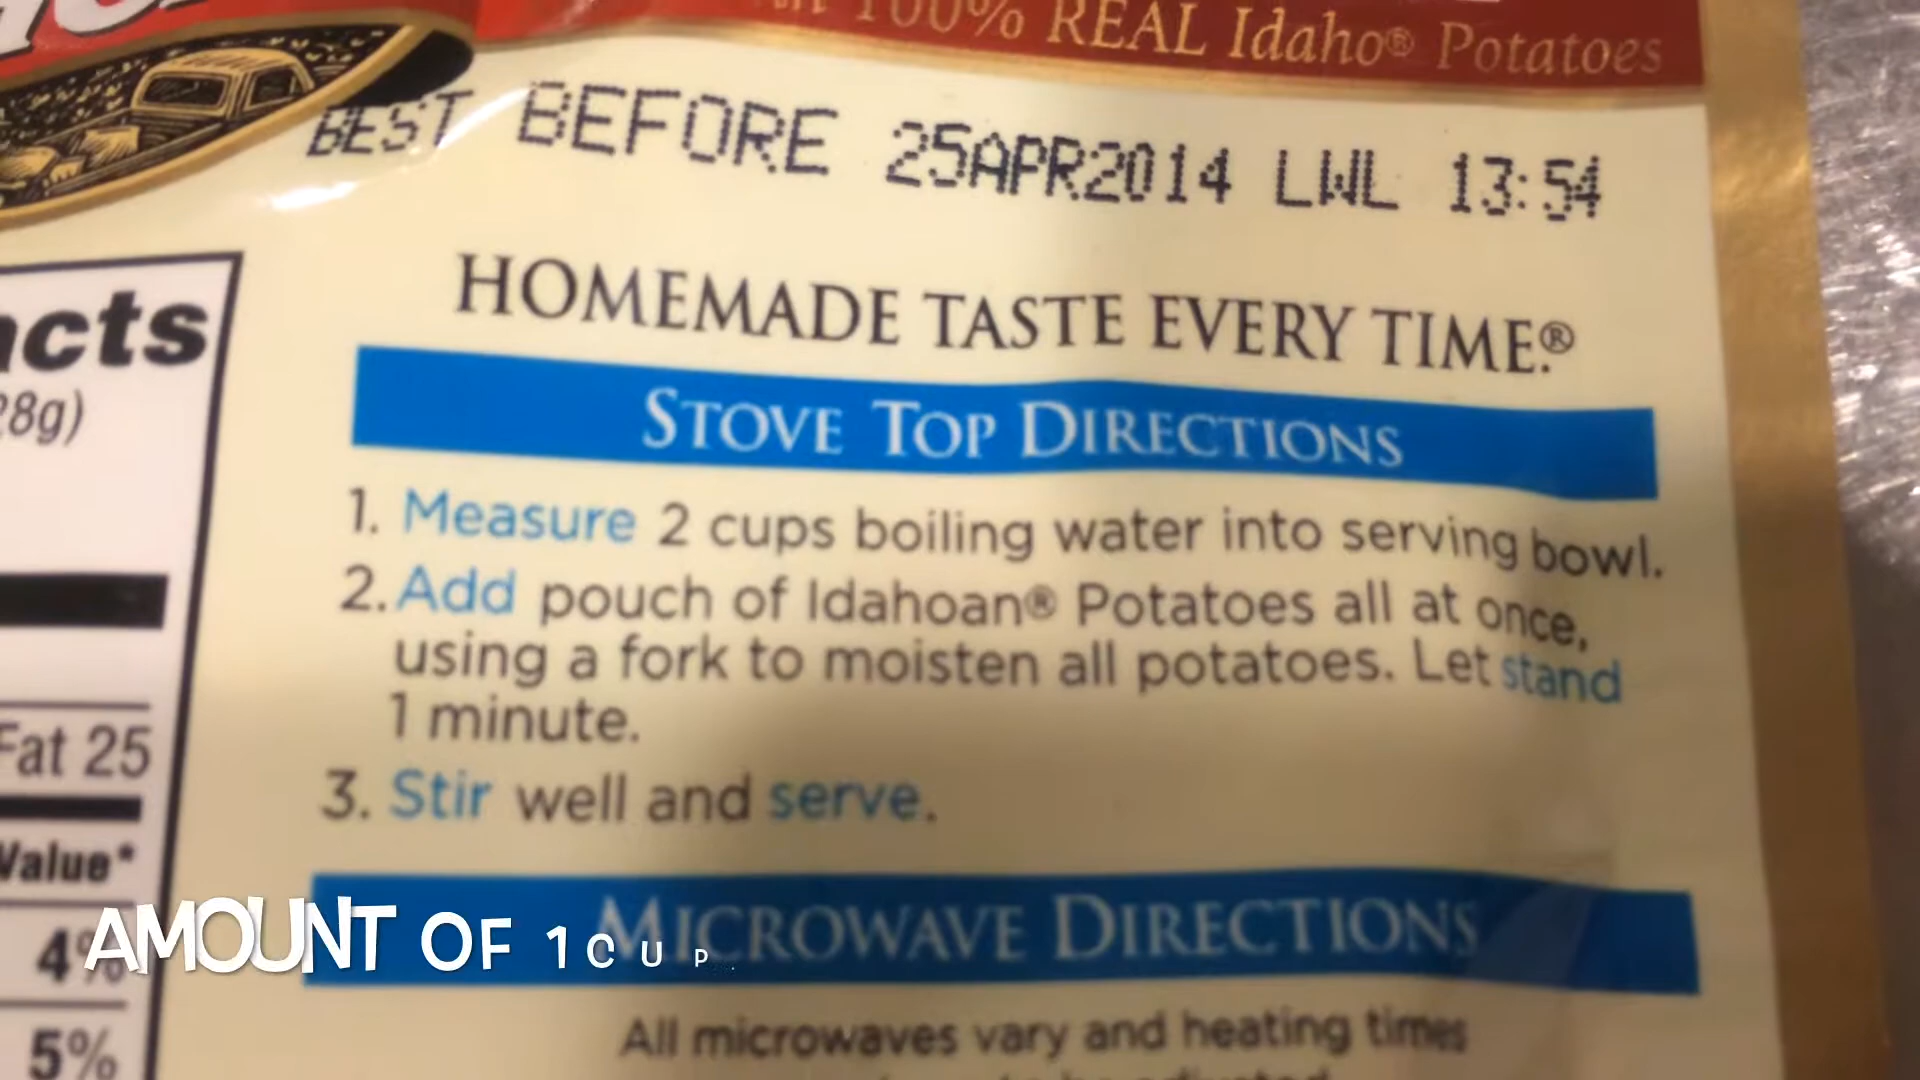 100% REAL Idaho® Potatoes
BEST BEFORE 25APR2014 LWL 13:54
HOMEMADE TASTE EVERY TIME.®
STOVE TOP DIRECTIONS
1. Measure 2 cups boiling water into serving bowl.
2. Add pouch of Idahoan® Potatoes all at once,
using a fork to moisten all potatoes. Let stand
1 minute.
3. Stir well and serve.
MICROWAVE DIRECTIONS
All microwaves vary and heating times
28g)
Fat 25
Value*
4%
5%
AMOUNT OF 1 CUP